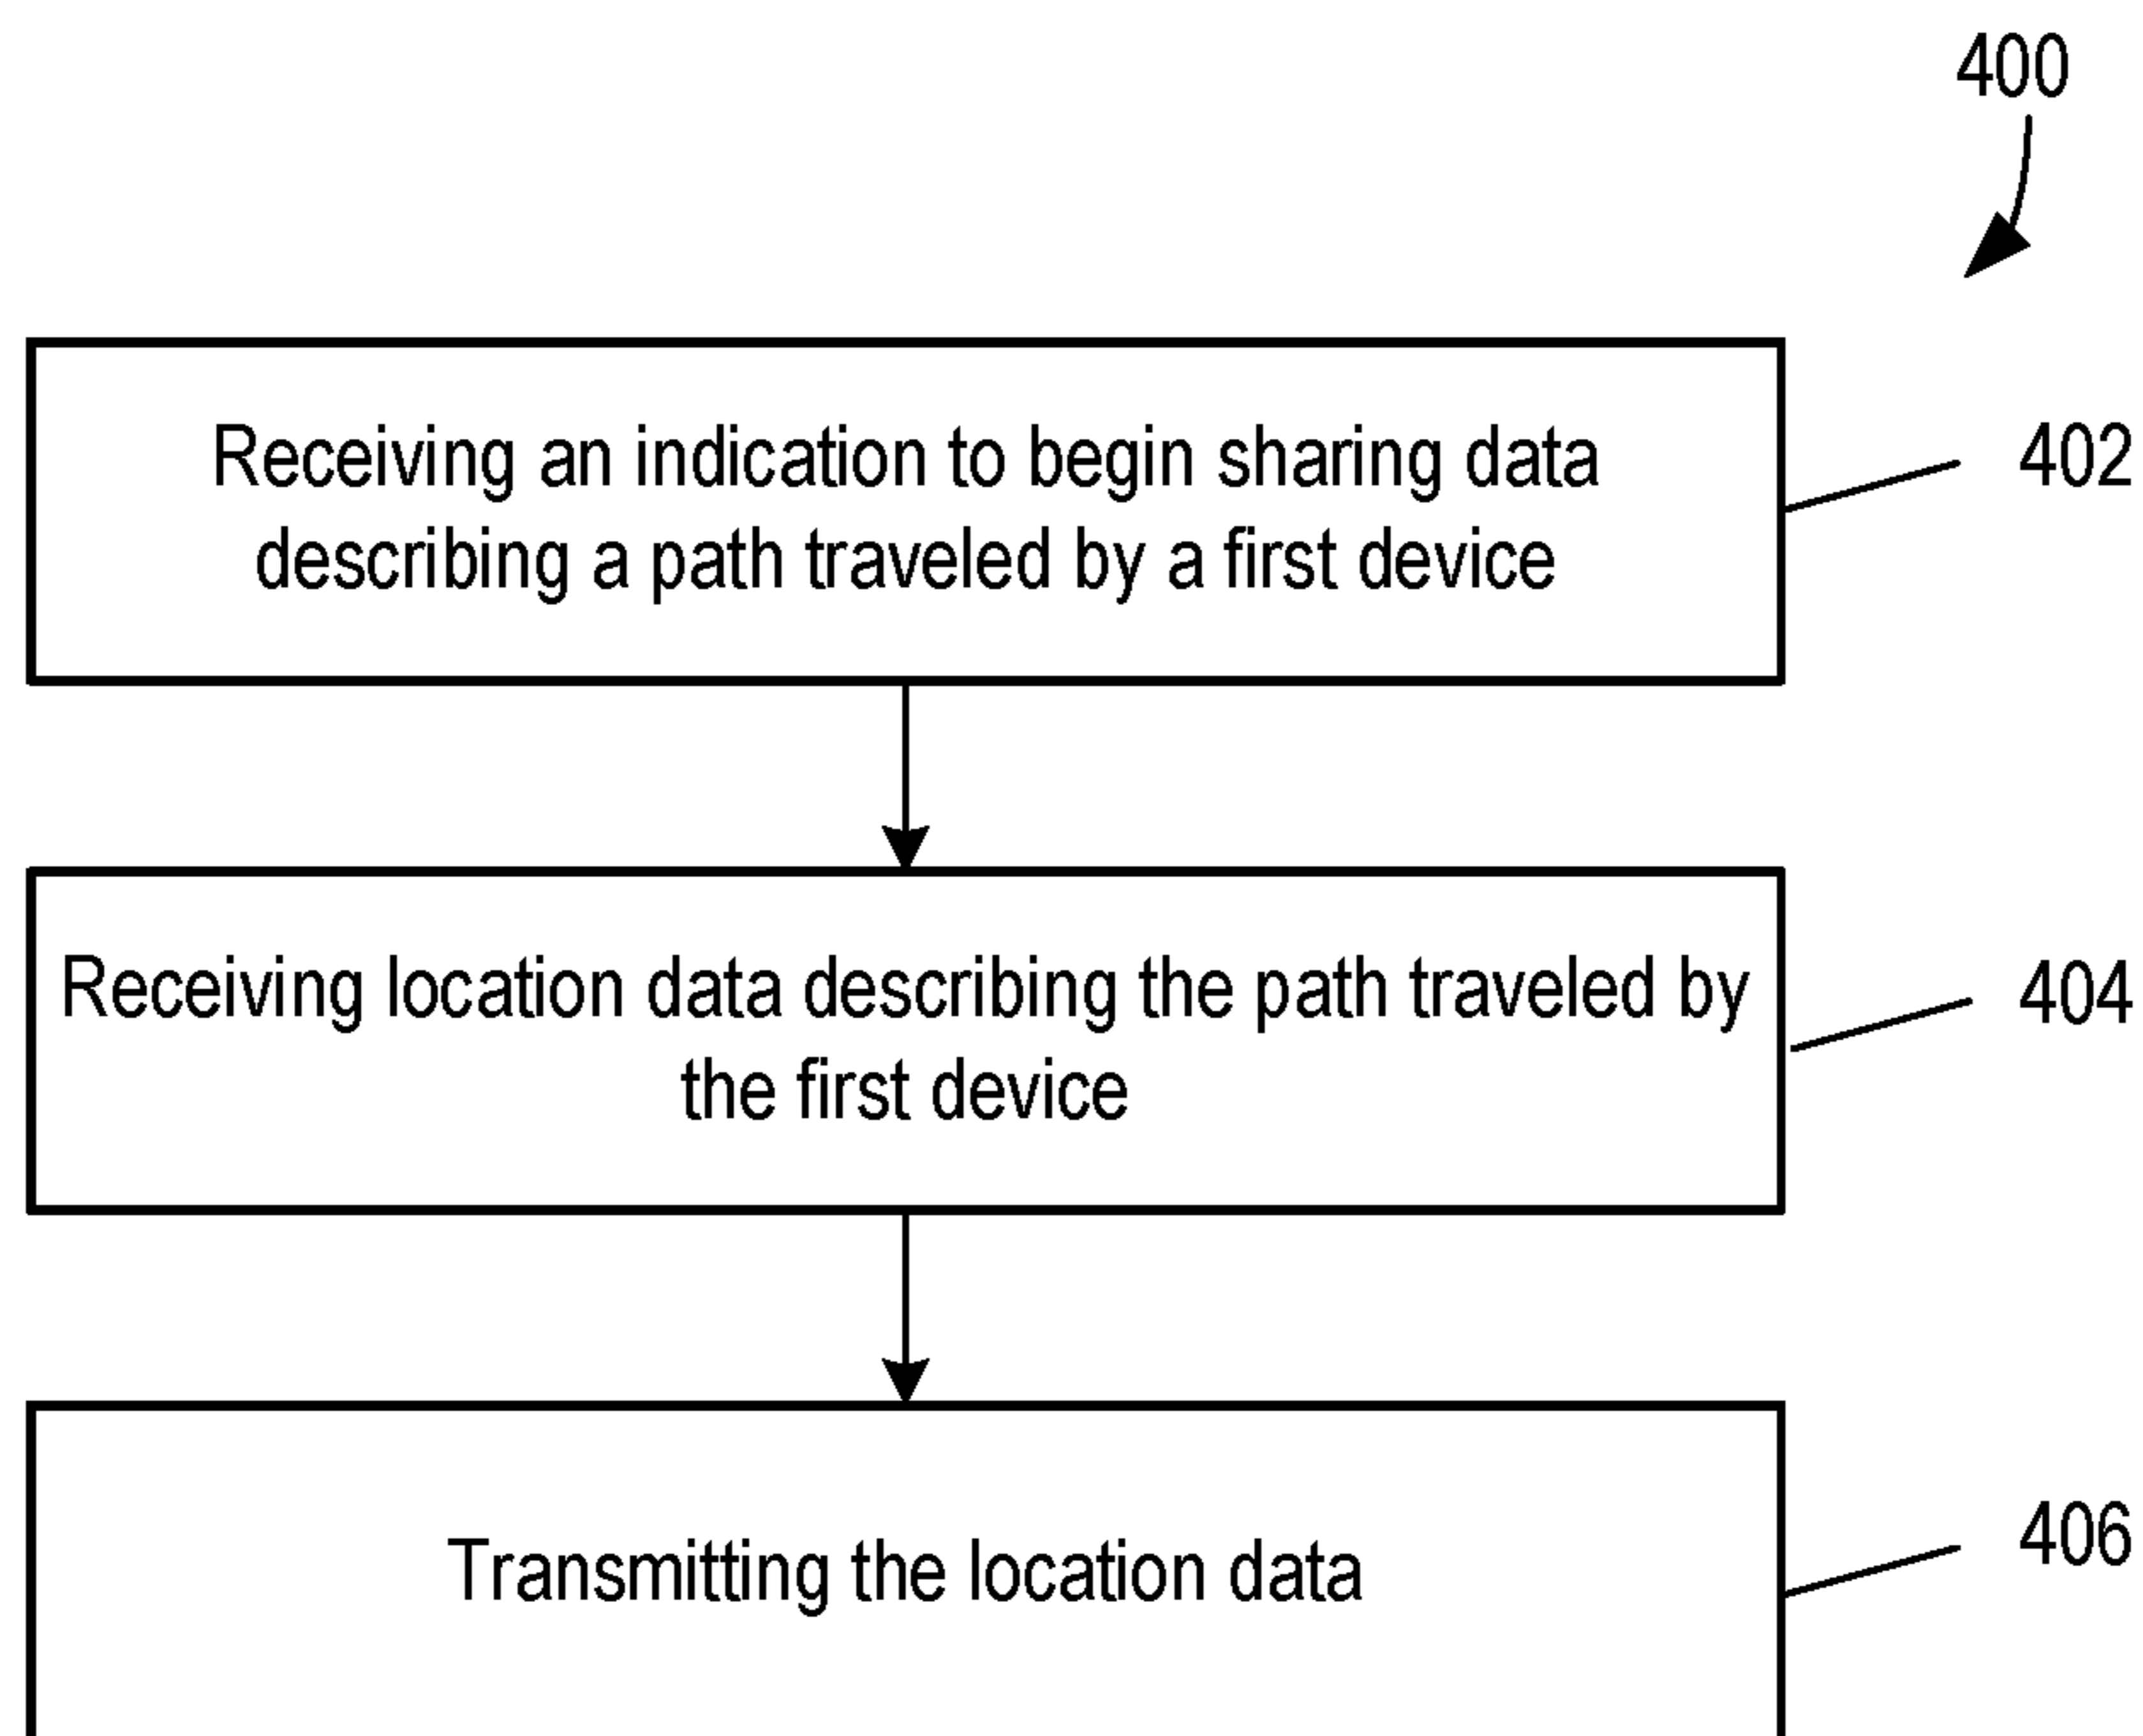 400
Receiving an indication to begin sharing data
describing a path traveled by a first device
402
Receiving location data describing the path traveled by
the first device
404
Transmitting the location data
406